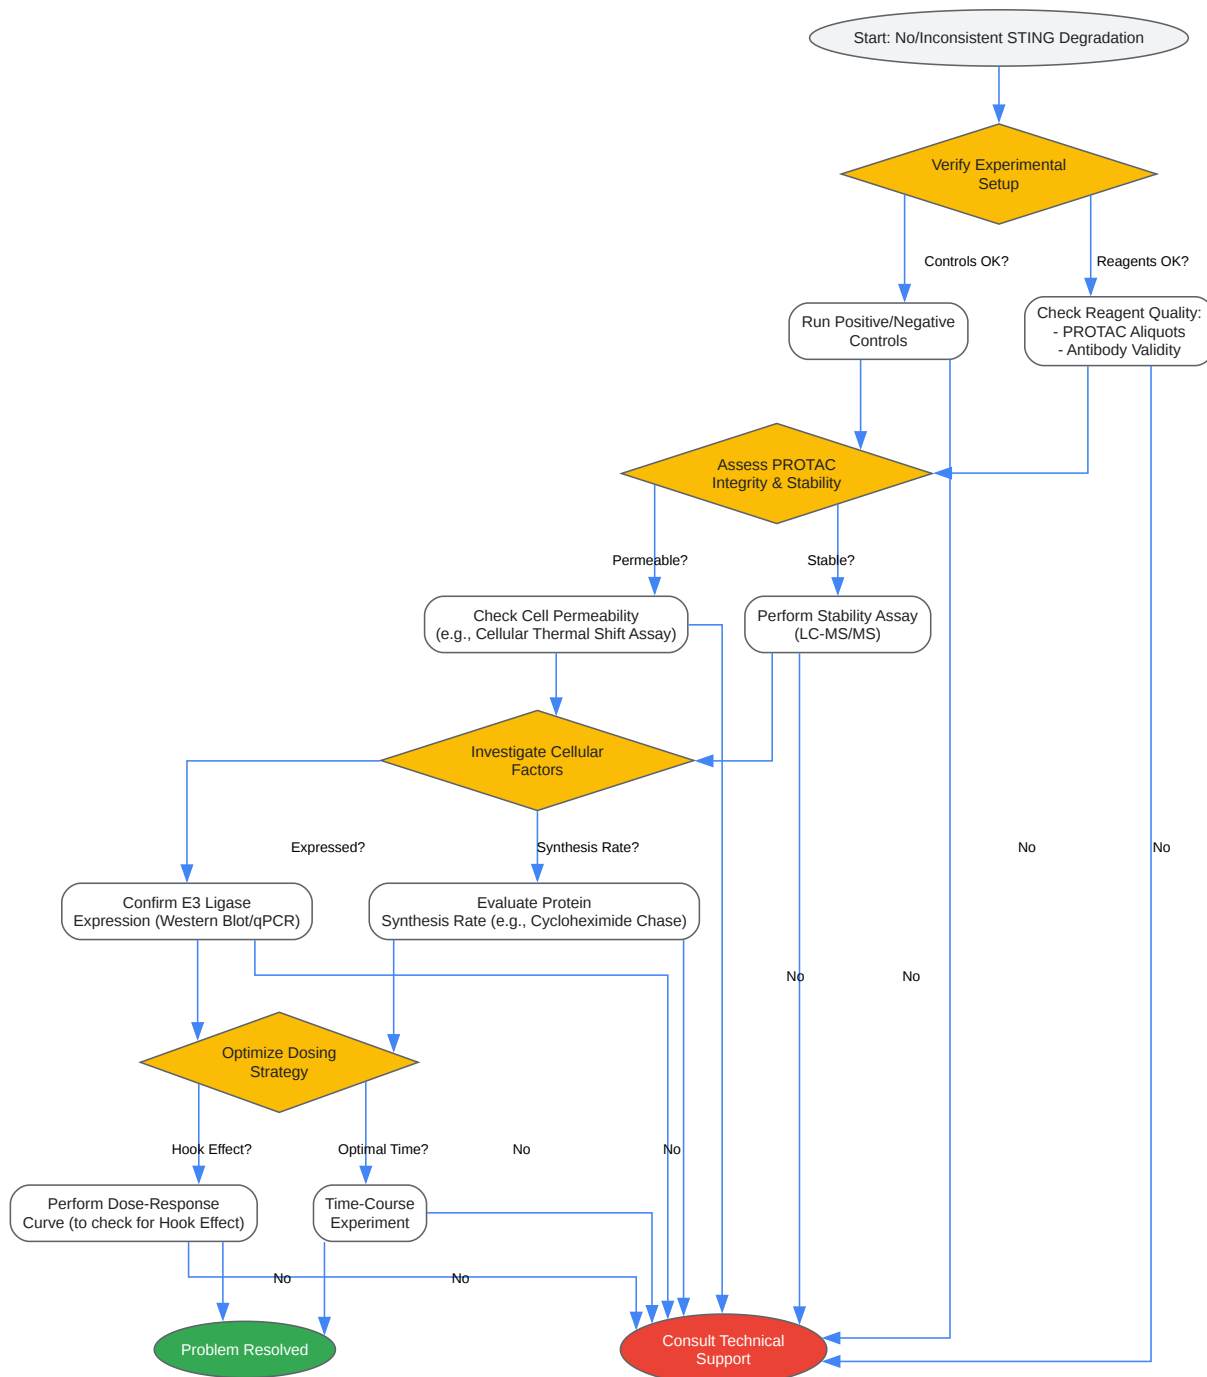 Start: No/Inconsistent STING Degradation
Verify Experimental
Setup
Controls OK?
Reagents OK?
Run Positive/Negative
Controls
Check Reagent Quality:
- PROTAC Aliquots
- Antibody Validity
Assess PROTAC
Integrity & Stability
Permeable?
Stable?
Check Cell Permeability
(e.g., Cellular Thermal Shift Assay)
Perform Stability Assay
(LC-MS/MS)
Investigate Cellular
Factors
Expressed?
Synthesis Rate?
No
No
Confirm E3 Ligase
Expression (Western Blot/qPCR)
Evaluate Protein
Synthesis Rate (e.g., Cycloheximide Chase)
No
No
Optimize Dosing
Strategy
Hook Effect?
Optimal Time?
No
No
Perform Dose-Response
Curve (to check for Hook Effect)
Time-Course
Experiment
No
No
Problem Resolved
Consult Technical
Support